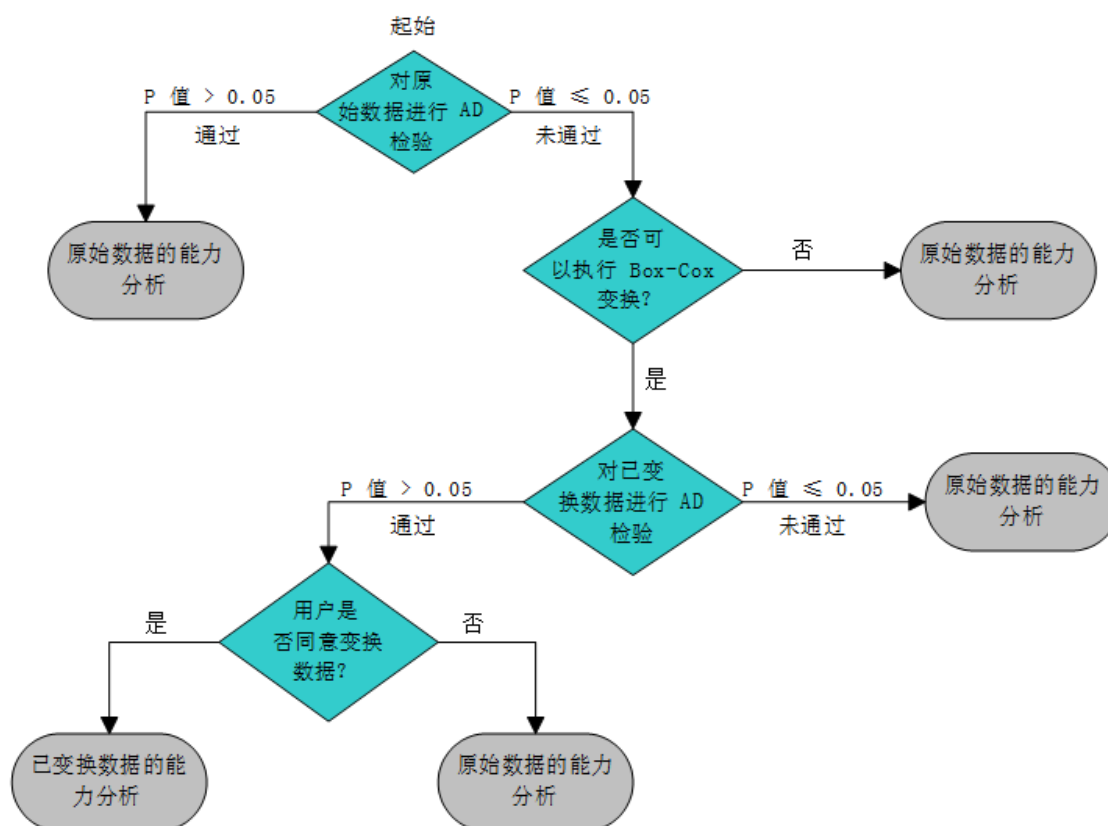 起始
对原
始数据进行 AD
检验
P 值 > 0.05
通过
P 值 ≤ 0.05
未通过
原始数据的能力
分析
是否可
以执行 Box-Cox
变换？
否
原始数据的能力
分析
是
对已变
换数据进行 AD
检验
P 值 > 0.05
通过
P 值 ≤ 0.05
未通过
原始数据的能力
分析
用户是
否同意变换
数据？
是
否
已变换数据的能
力分析
原始数据的能力
分析